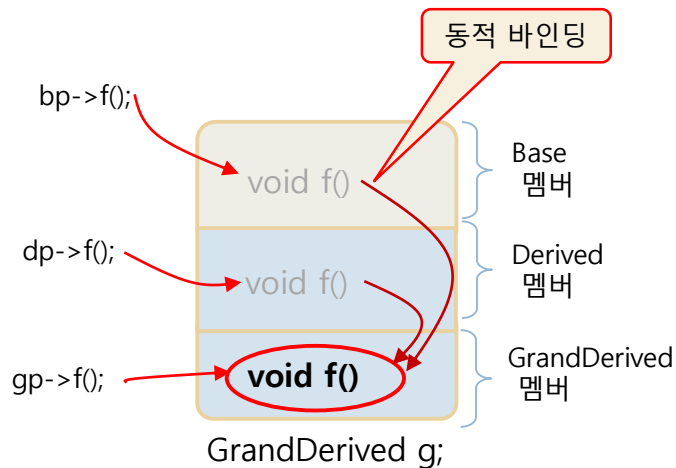 동적 바인딩
bp->f();
Base
멤버
void f()
dp->f();
Derived
멤버
void f()
gp->f();
void f()
GrandDerived
멤버
GrandDerived g;